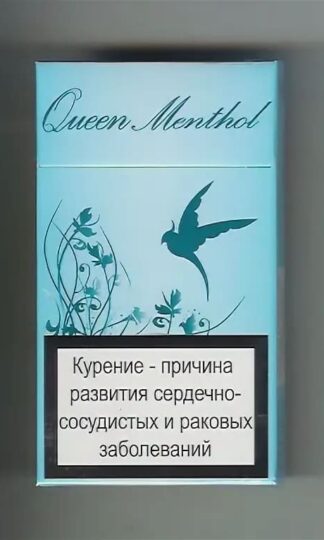 Queen Menthol
Курение - причина
развития сердечно-
сосудистых и раковых
заболеваний